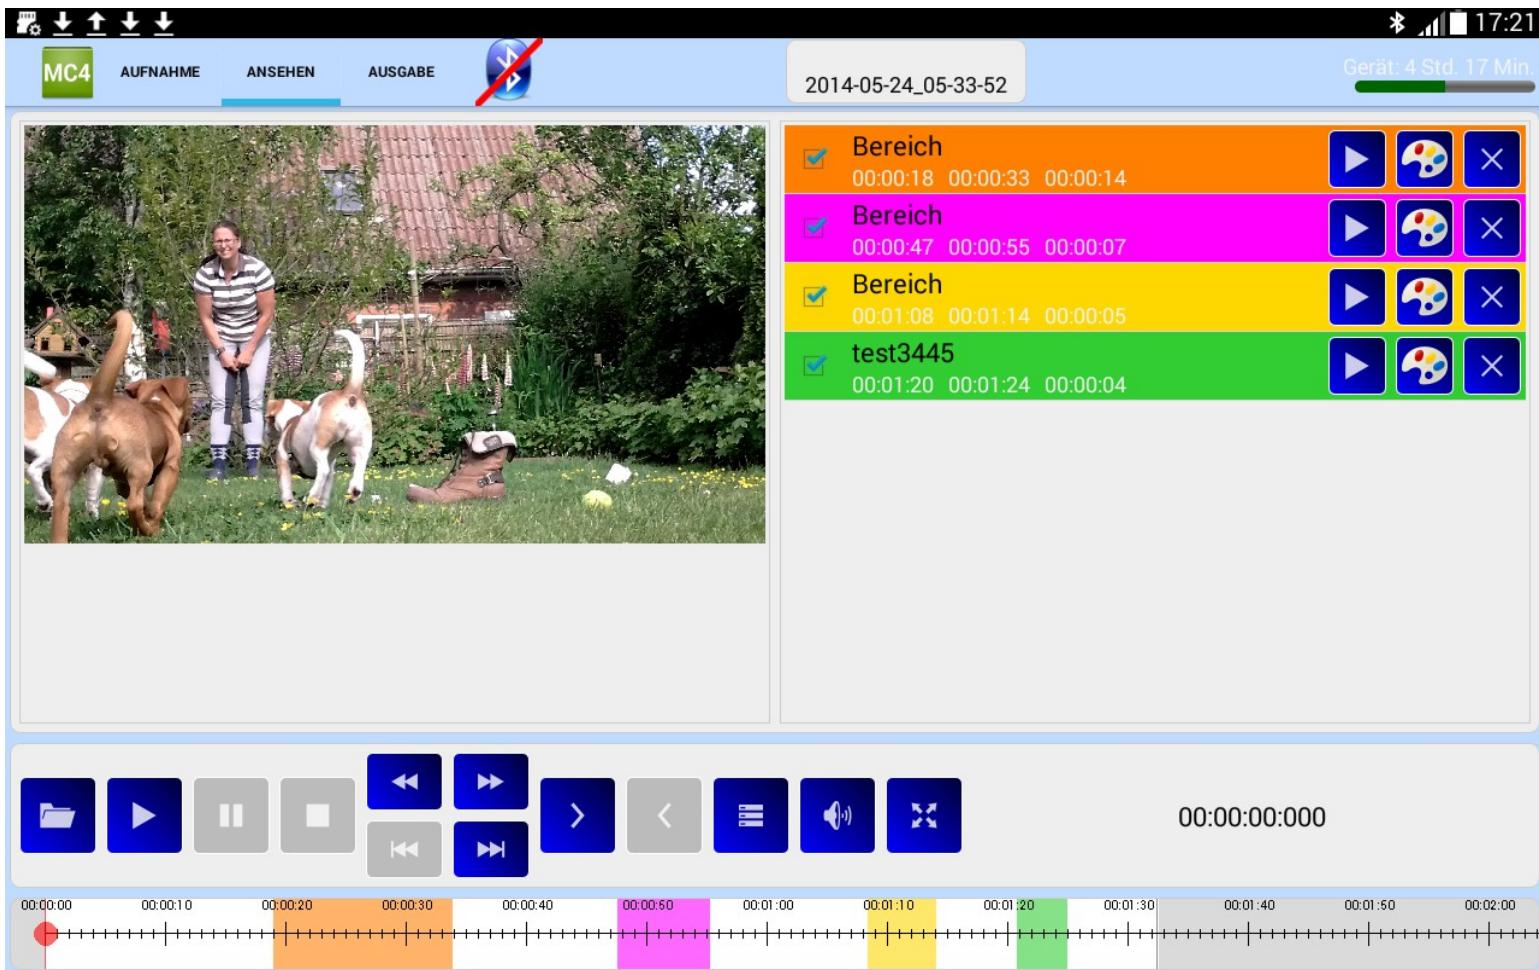 17:21
MC4 AUFNAHME ANSEHEN AUSGABE 2014-05-24_05-33-52 Gerät: 4 Std. 17 Min.
Bereich
00:00:18 00:00:33 00:00:14
Bereich
00:00:47 00:00:55 00:00:07
Bereich
00:01:08 00:01:14 00:00:05
test3445
00:01:20 00:01:24 00:00:04
00:00:00:000
00:00:00 00:00:10 00:00:20 00:00:30 00:00:40 00:00:50 00:01:00 00:01:10 00:01:20 00:01:30 00:01:40 00:01:50 00:02:00